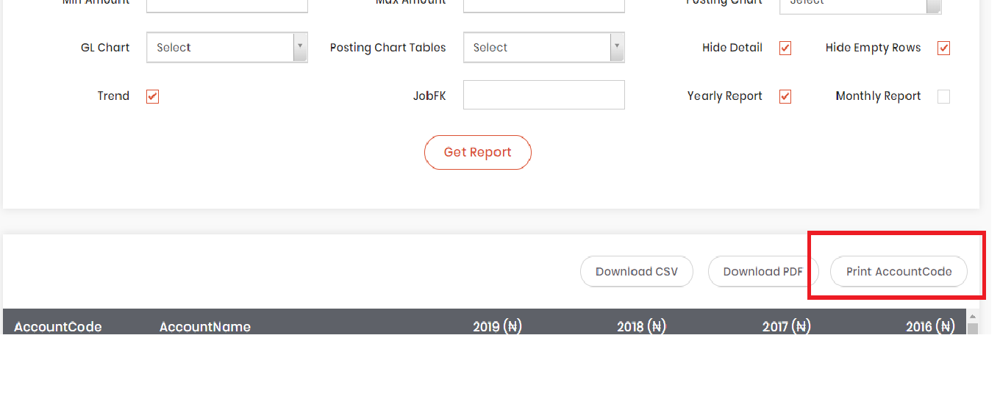 Min Amount Max Amount Posting Chart Select
GL Chart Select Posting Chart Tables Select Hide Detail Hide Empty Rows
Trend JobFK Yearly Report Monthly Report
Get Report
Download CSV Download PDF Print AccountCode
AccountCode AccountName 2019 (₦) 2018 (₦) 2017 (₦) 2016 (₦)